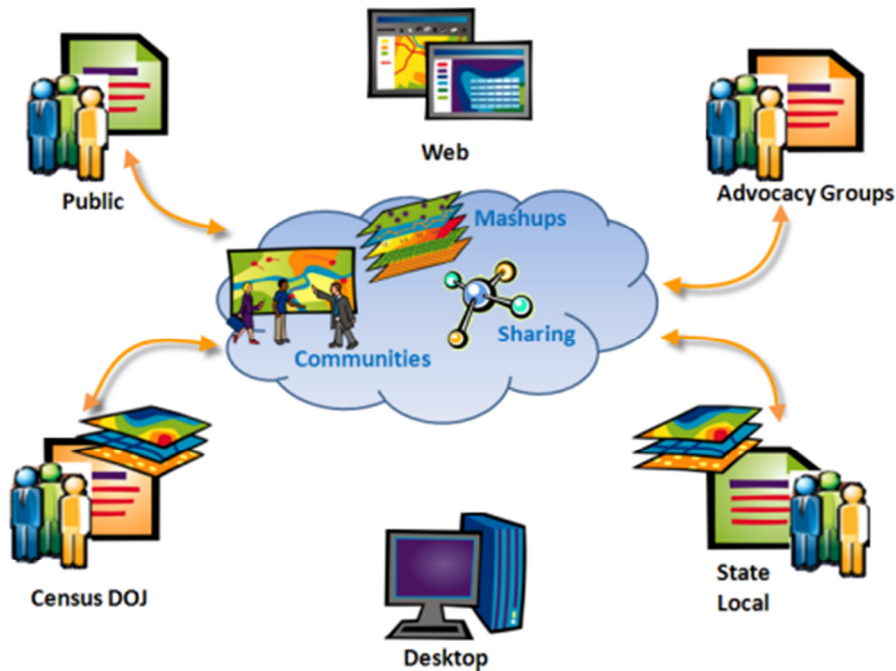 Web
Public
Advocacy Groups
Mashups
Sharing
Communities
Census DOJ
State
Local
Desktop